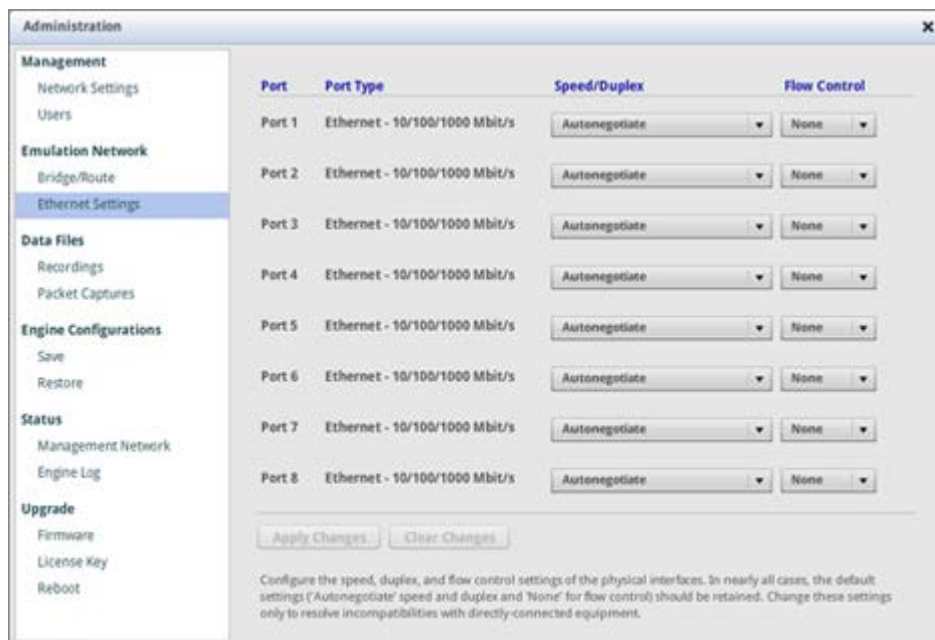 Administration
Management
Network Settings
Users
Emulation Network
Bridge/Route
Ethernet Settings
Data Files
Recordings
Packet Captures
Engine Configurations
Save
Restore
Status
Management Network
Engine Log
Upgrade
Firmware
License Key
Reboot
Port Port Type Speed/Duplex Flow Control
Port 1 Ethernet - 10/100/1000 Mbit/s Autonegotiate None
Port 2 Ethernet - 10/100/1000 Mbit/s Autonegotiate None
Port 3 Ethernet - 10/100/1000 Mbit/s Autonegotiate None
Port 4 Ethernet - 10/100/1000 Mbit/s Autonegotiate None
Port 5 Ethernet - 10/100/1000 Mbit/s Autonegotiate None
Port 6 Ethernet - 10/100/1000 Mbit/s Autonegotiate None
Port 7 Ethernet - 10/100/1000 Mbit/s Autonegotiate None
Port 8 Ethernet - 10/100/1000 Mbit/s Autonegotiate None
Apply Changes Clear Changes
Configure the speed, duplex, and flow control settings of the physical interfaces. In nearly all cases, the default
settings ('Autonegotiate' speed and duplex and 'None' for flow control) should be retained. Change these settings
only to resolve incompatibilities with directly-connected equipment.